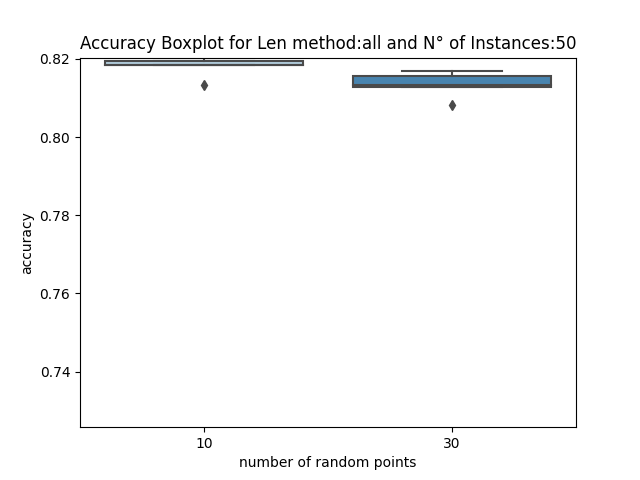 Accuracy Boxplot for Len method:all and N° of Instances:50
0.82
0.80
0.78
0.76
0.74
accuracy
10 30
number of random points